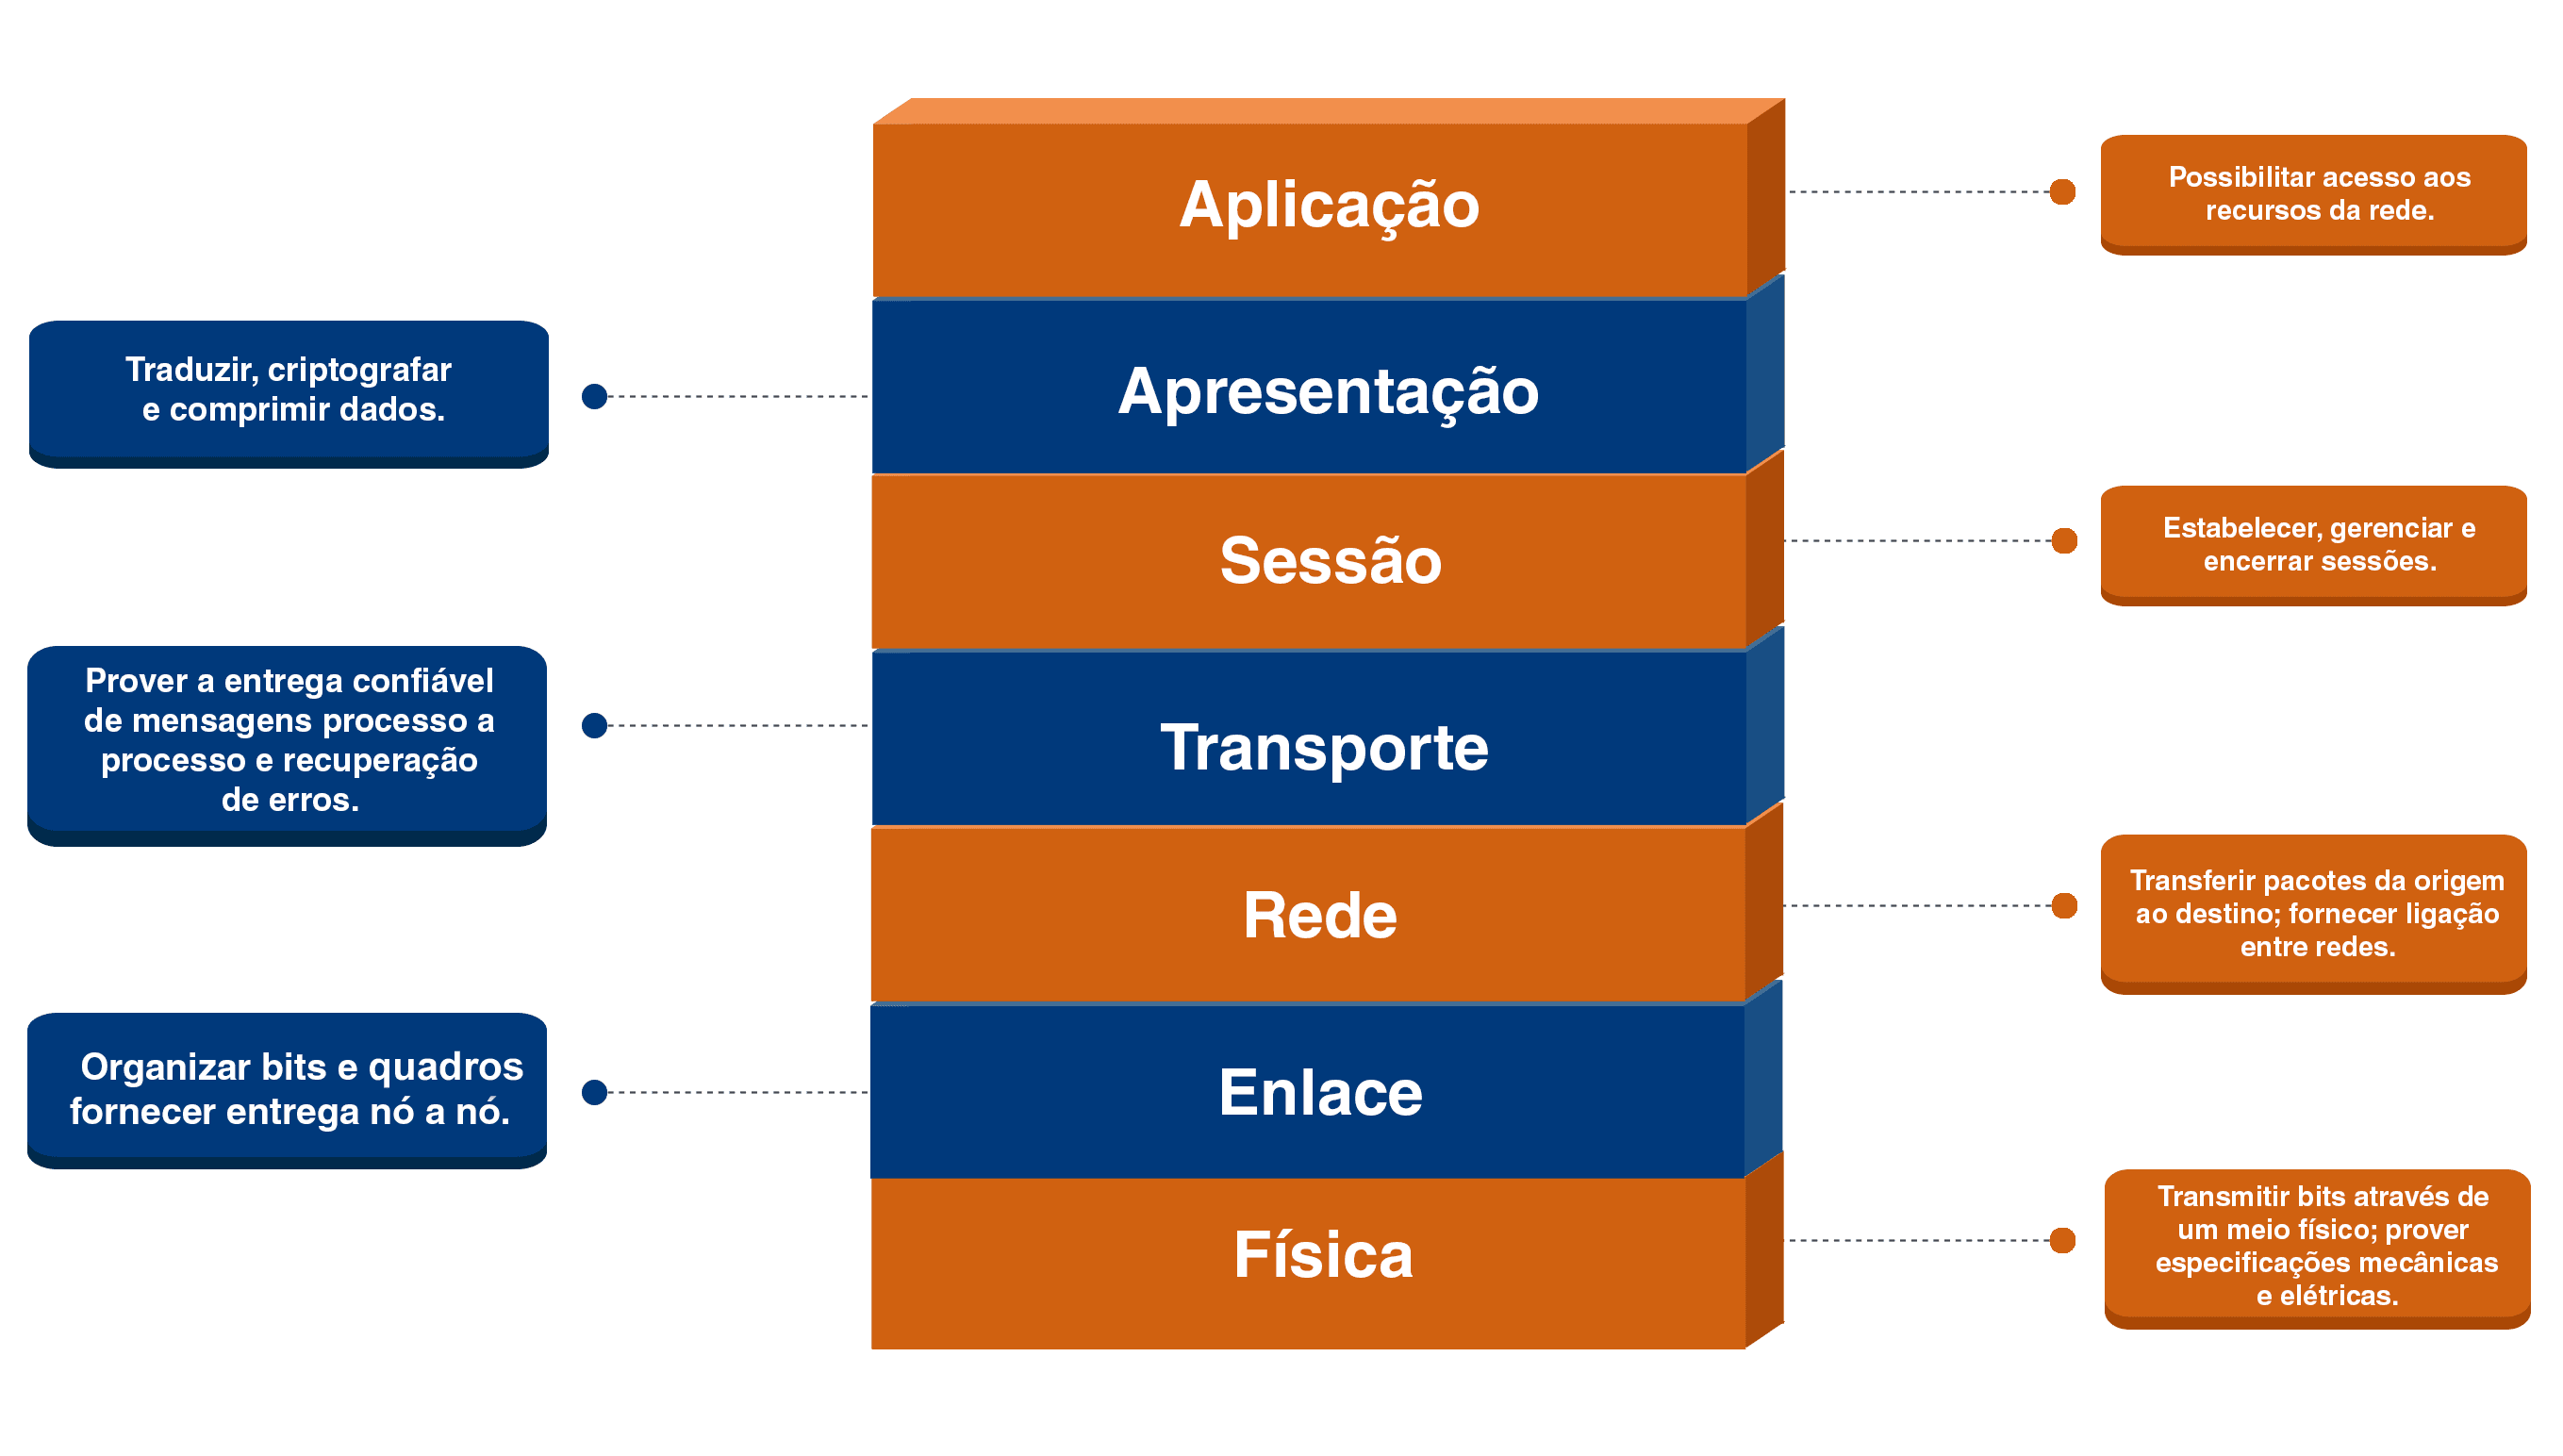 Aplicação
Possibilitar acesso aos
recursos da rede.
Apresentação
Traduzir, criptografar
e comprimir dados.
Sessão
Estabelecer, gerenciar e
encerrar sessões.
Transporte
Prover a entrega confiável
de mensagens processo a
processo e recuperação
de erros.
Rede
Transferir pacotes da origem
ao destino; fornecer ligação
entre redes.
Enlace
Organizar bits e quadros
fornecer entrega nó a nó.
Física
Transmitir bits através de
um meio físico; prover
especificações mecânicas
e elétricas.